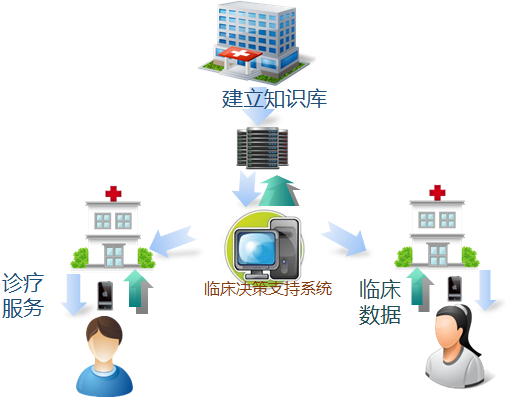 建立知识库
临床决策支持系统
诊疗
服务
临床
数据